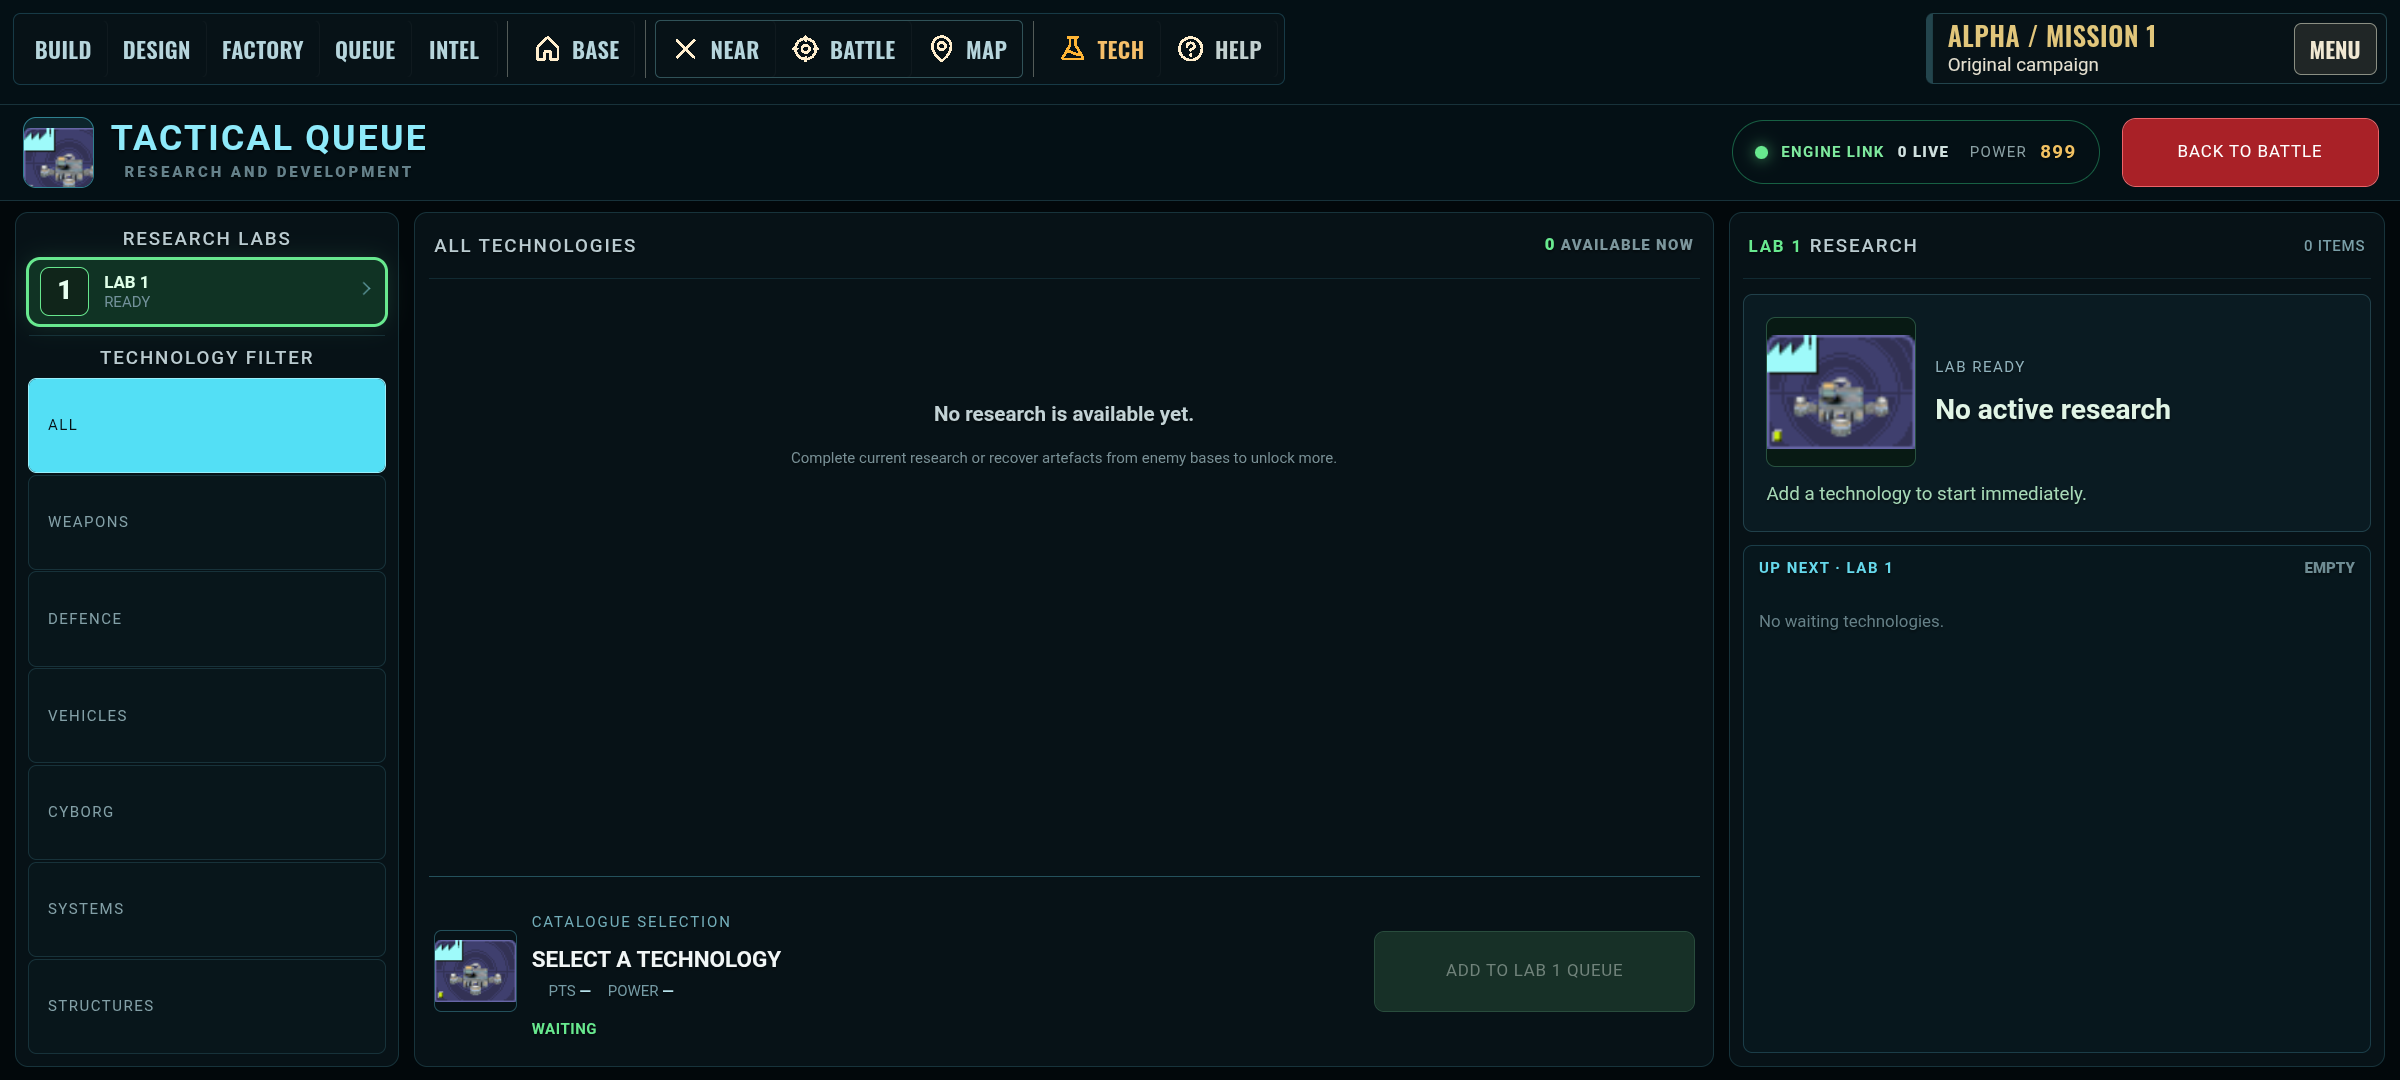 BUILD DESIGN FACTORY QUEUE INTEL BASE NEAR BATTLE MAP TECH HELP
ALPHA / MISSION 1
Original campaign
MENU
TACTICAL QUEUE
RESEARCH AND DEVELOPMENT
ENGINE LINK 0 LIVE POWER 899
BACK TO BATTLE
RESEARCH LABS
1
LAB 1
READY
TECHNOLOGY FILTER
ALL
WEAPONS
DEFENCE
VEHICLES
CYBORG
SYSTEMS
STRUCTURES
ALL TECHNOLOGIES
0 AVAILABLE NOW
No research is available yet.
Complete current research or recover artefacts from enemy bases to unlock more.
CATALOGUE SELECTION
SELECT A TECHNOLOGY
PTS — POWER —
WAITING
ADD TO LAB 1 QUEUE
LAB 1 RESEARCH
0 ITEMS
LAB READY
No active research
Add a technology to start immediately.
UP NEXT · LAB 1
EMPTY
No waiting technologies.